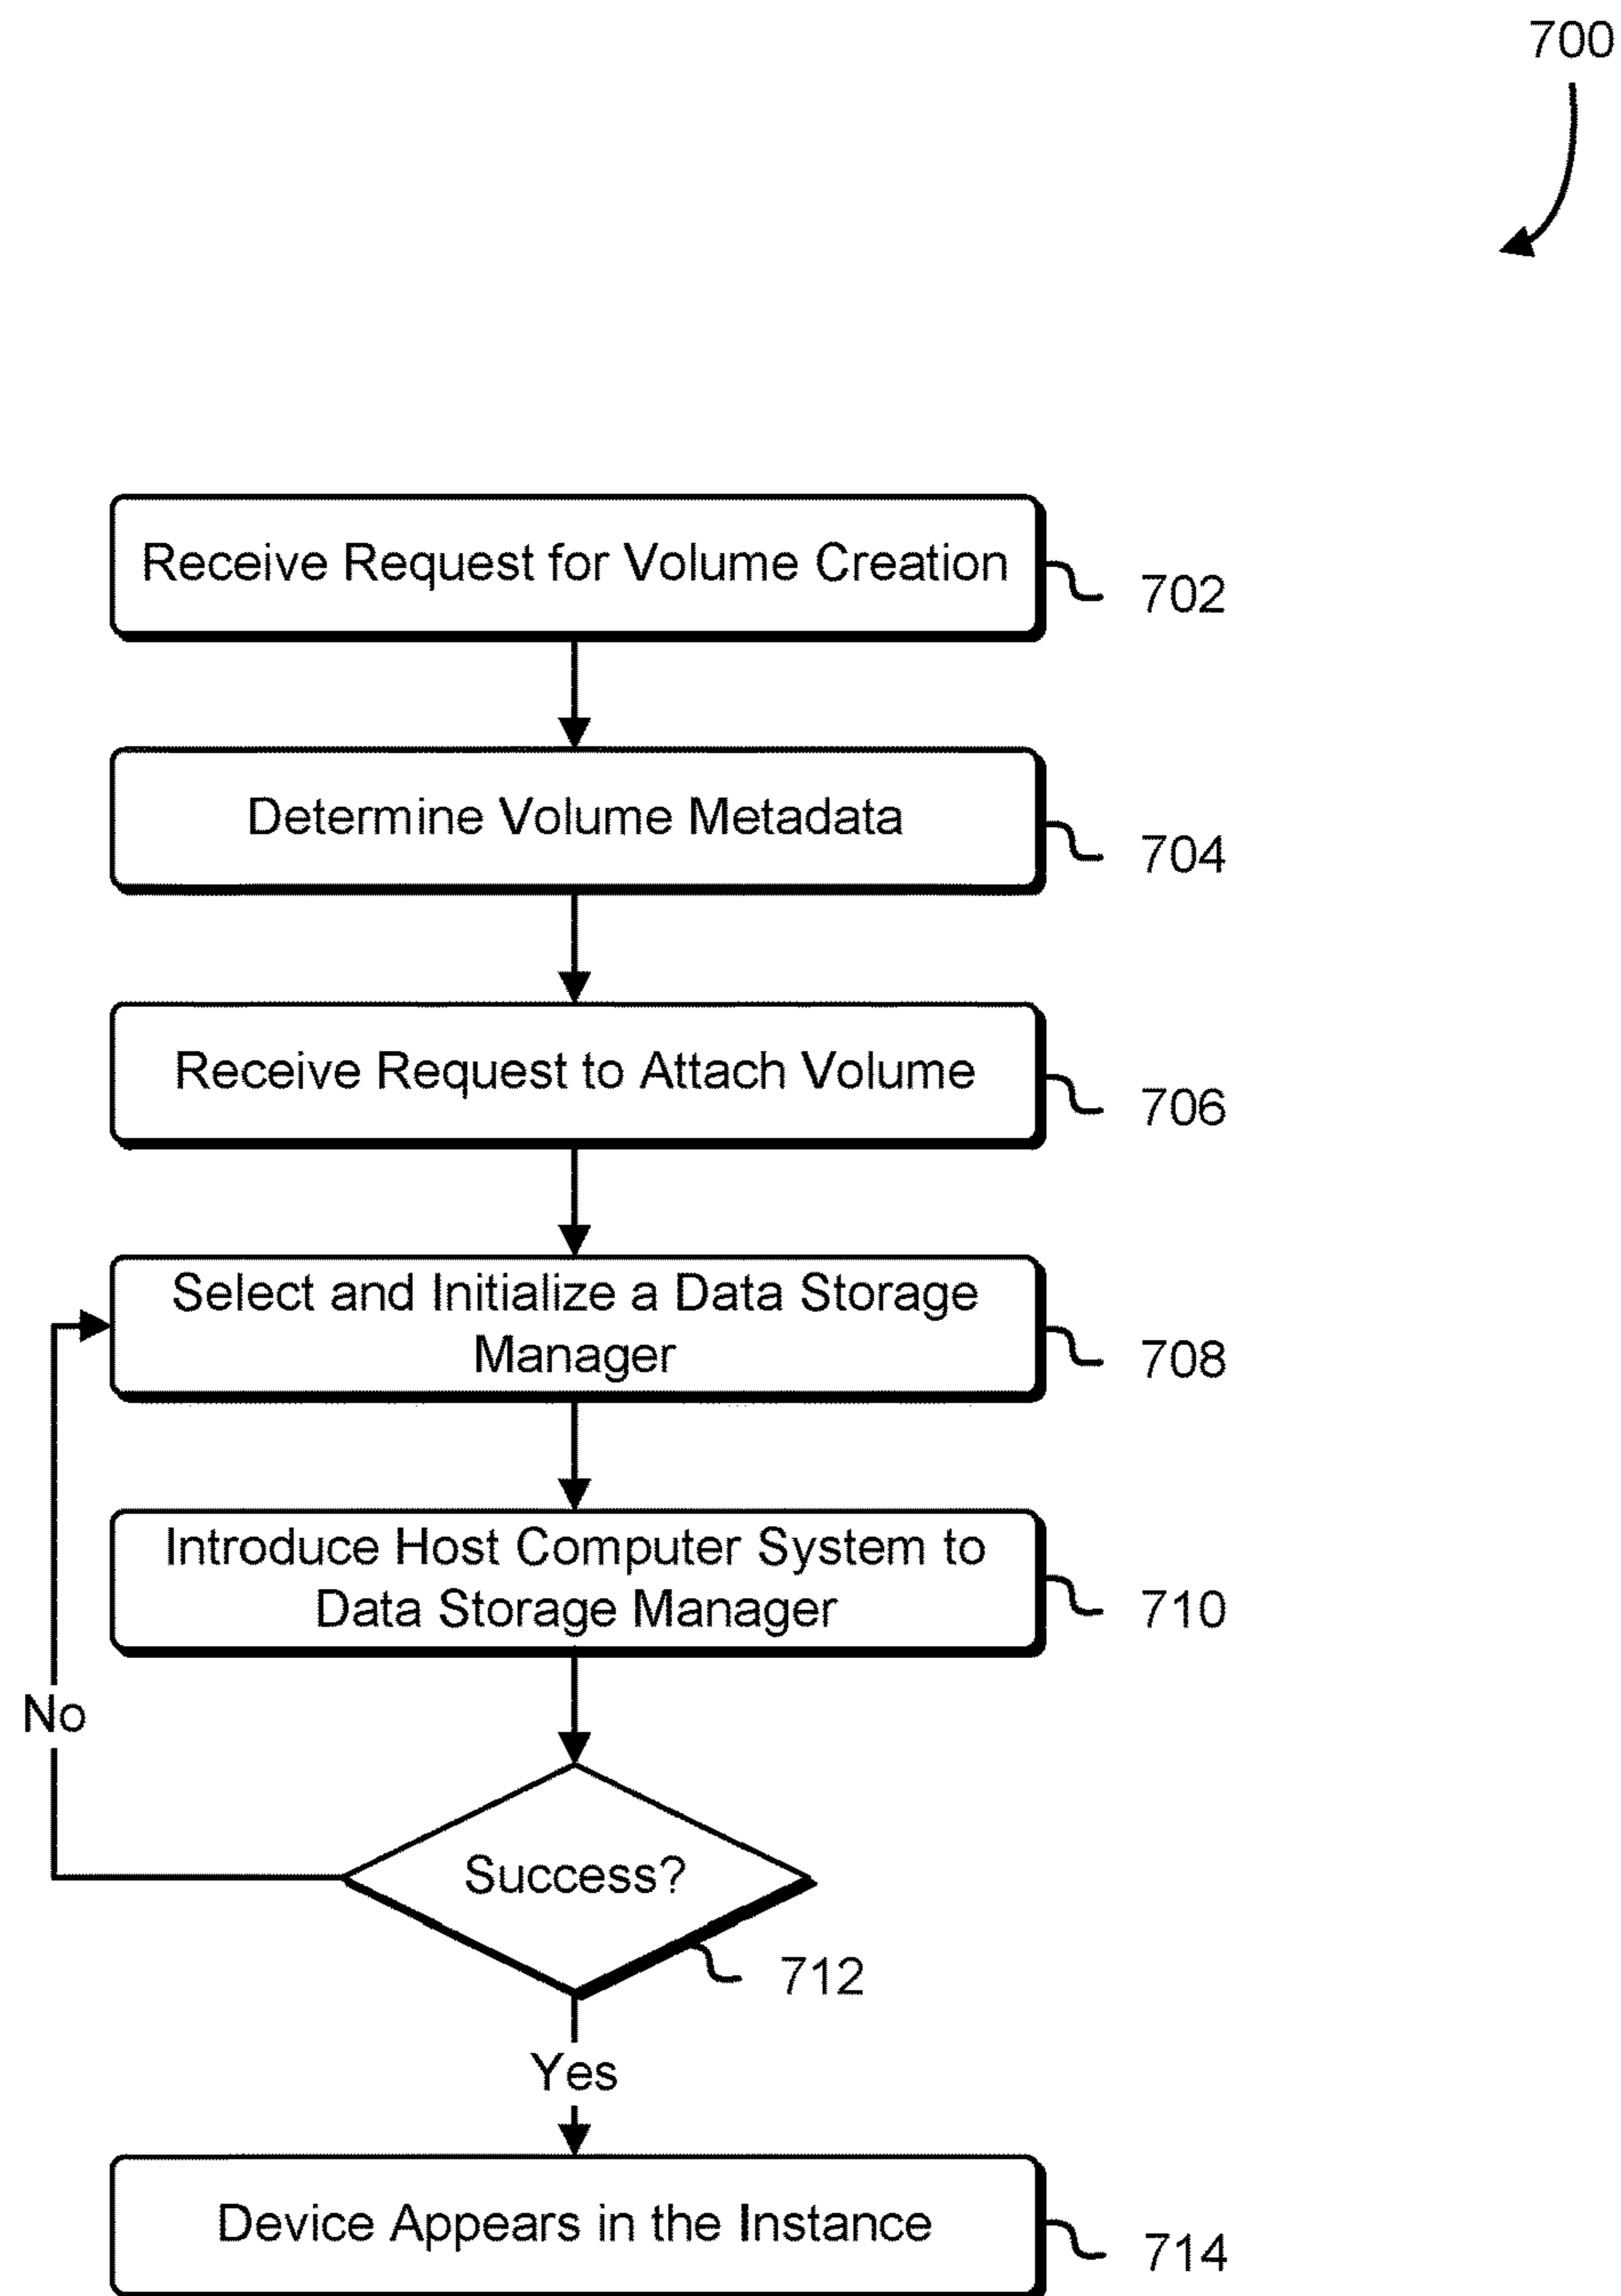 700
Receive Request for Volume Creation
702
Determine Volume Metadata
704
Receive Request to Attach Volume
706
Select and Initialize a Data Storage
Manager
708
Introduce Host Computer System to
Data Storage Manager
710
No
Success?
712
Yes
Device Appears in the Instance
714